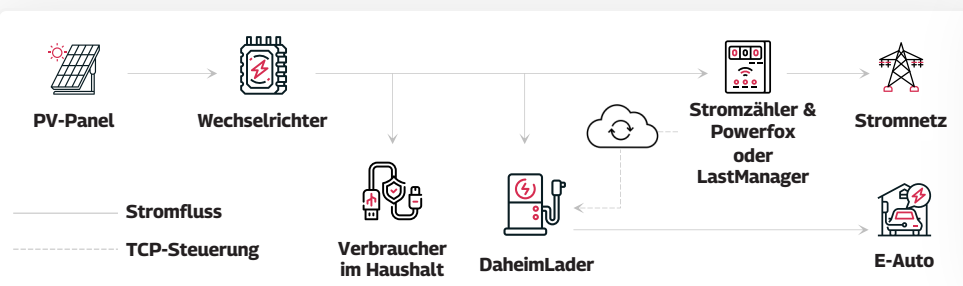 PV-Panel
Wechselrichter
Stromzähler &
Powerfox
oder
LastManager
Stromnetz
Stromfluss
TCP-Steuerung
Verbraucher
im Haushalt
DaheimLader
E-Auto